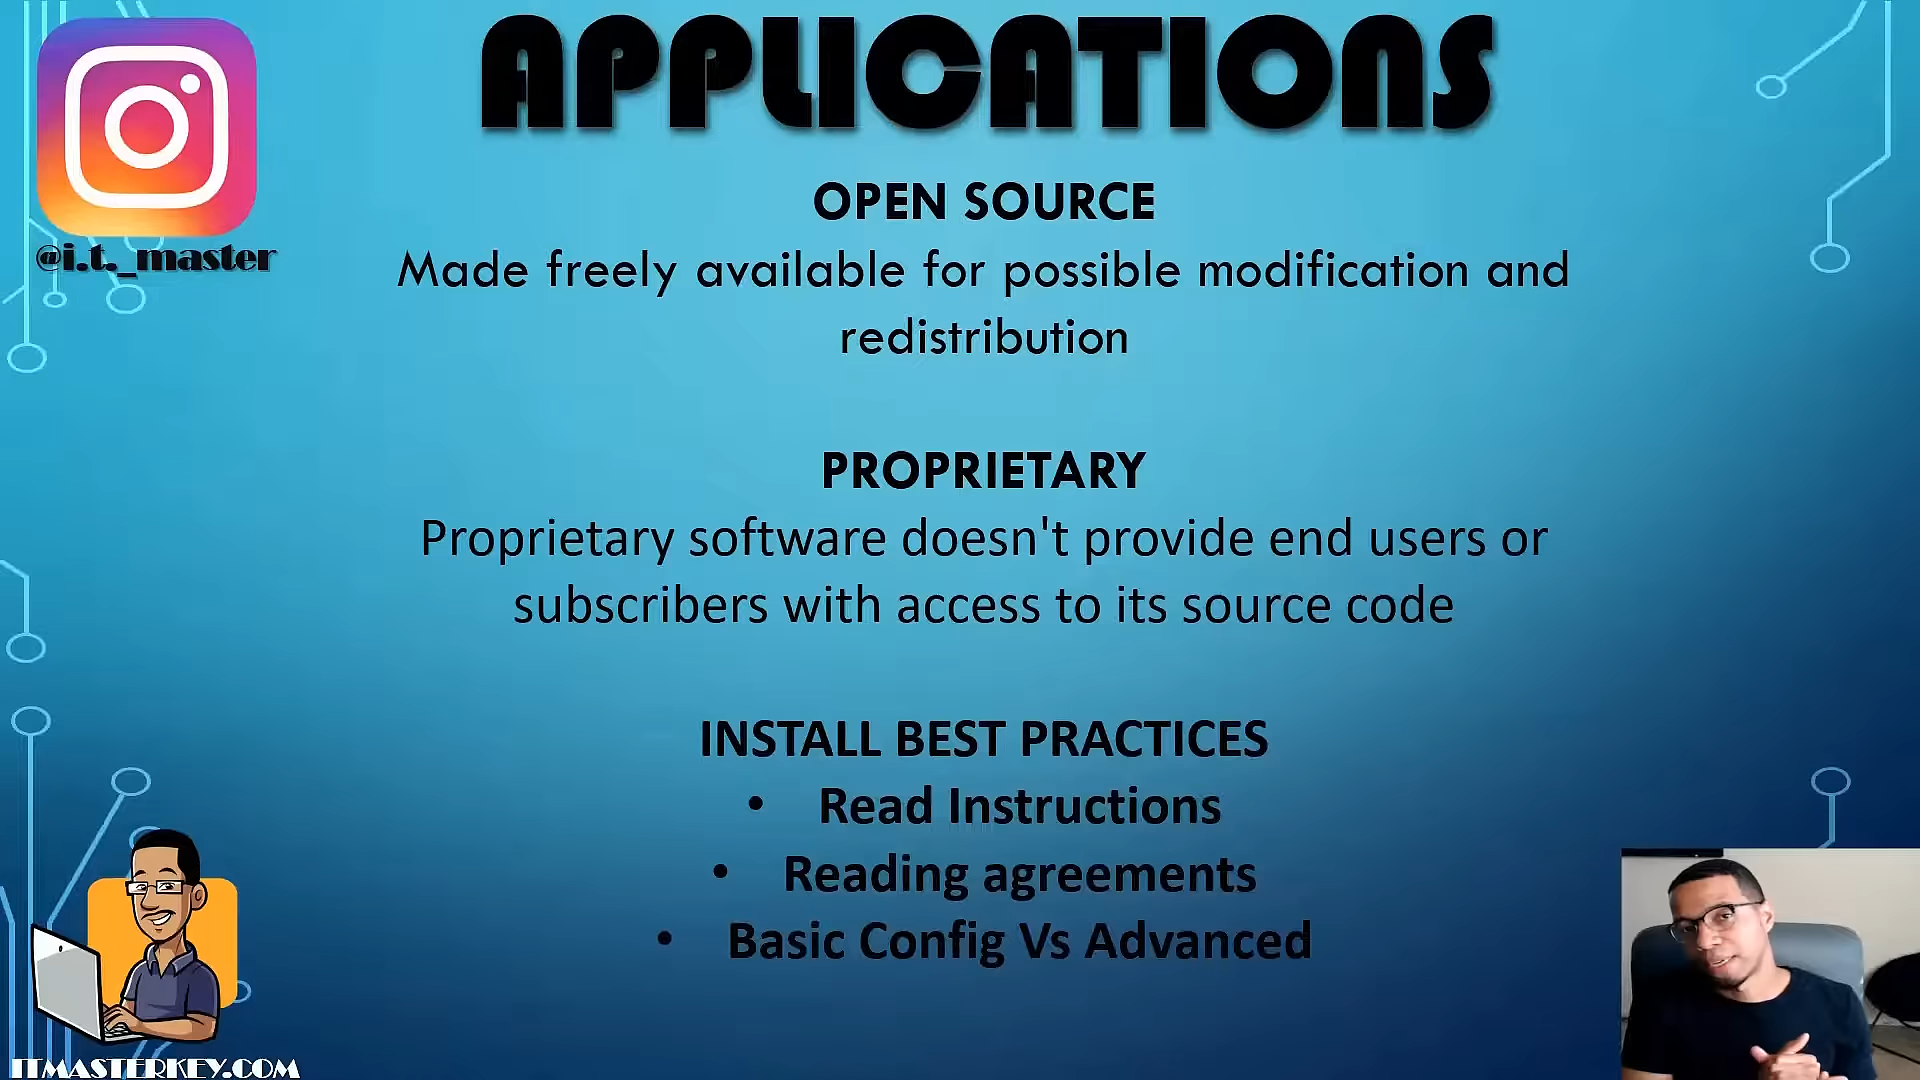 APPLICATIONS
@i.t._master
OPEN SOURCE
Made freely available for possible modification and
redistribution
PROPRIETARY
Proprietary software doesn't provide end users or
subscribers with access to its source code
INSTALL BEST PRACTICES
• Read Instructions
• Reading agreements
• Basic Config Vs Advanced
ITMASTERKEY.COM